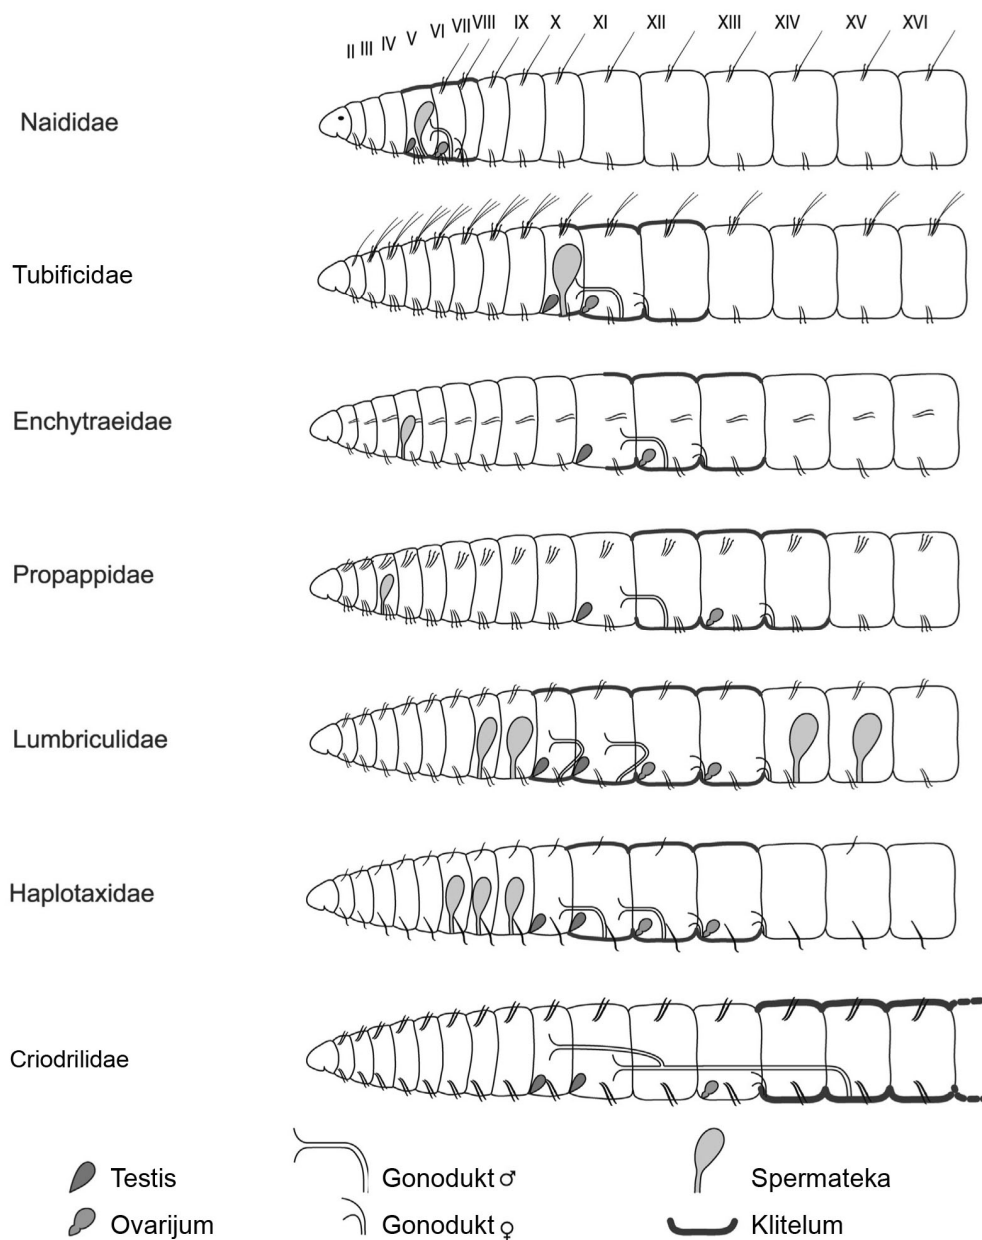 II III IV V VI VII VIII IX X XI XII XIII XIV XV XVI
Naididae
Tubificidae
Enchytraeidae
Propappidae
Lumbriculidae
Haplotaxidae
Criodrilidae
Testis
Gonodukt ♂
Spermateka
Ovarijum
Gonodukt ♀
Klitelum